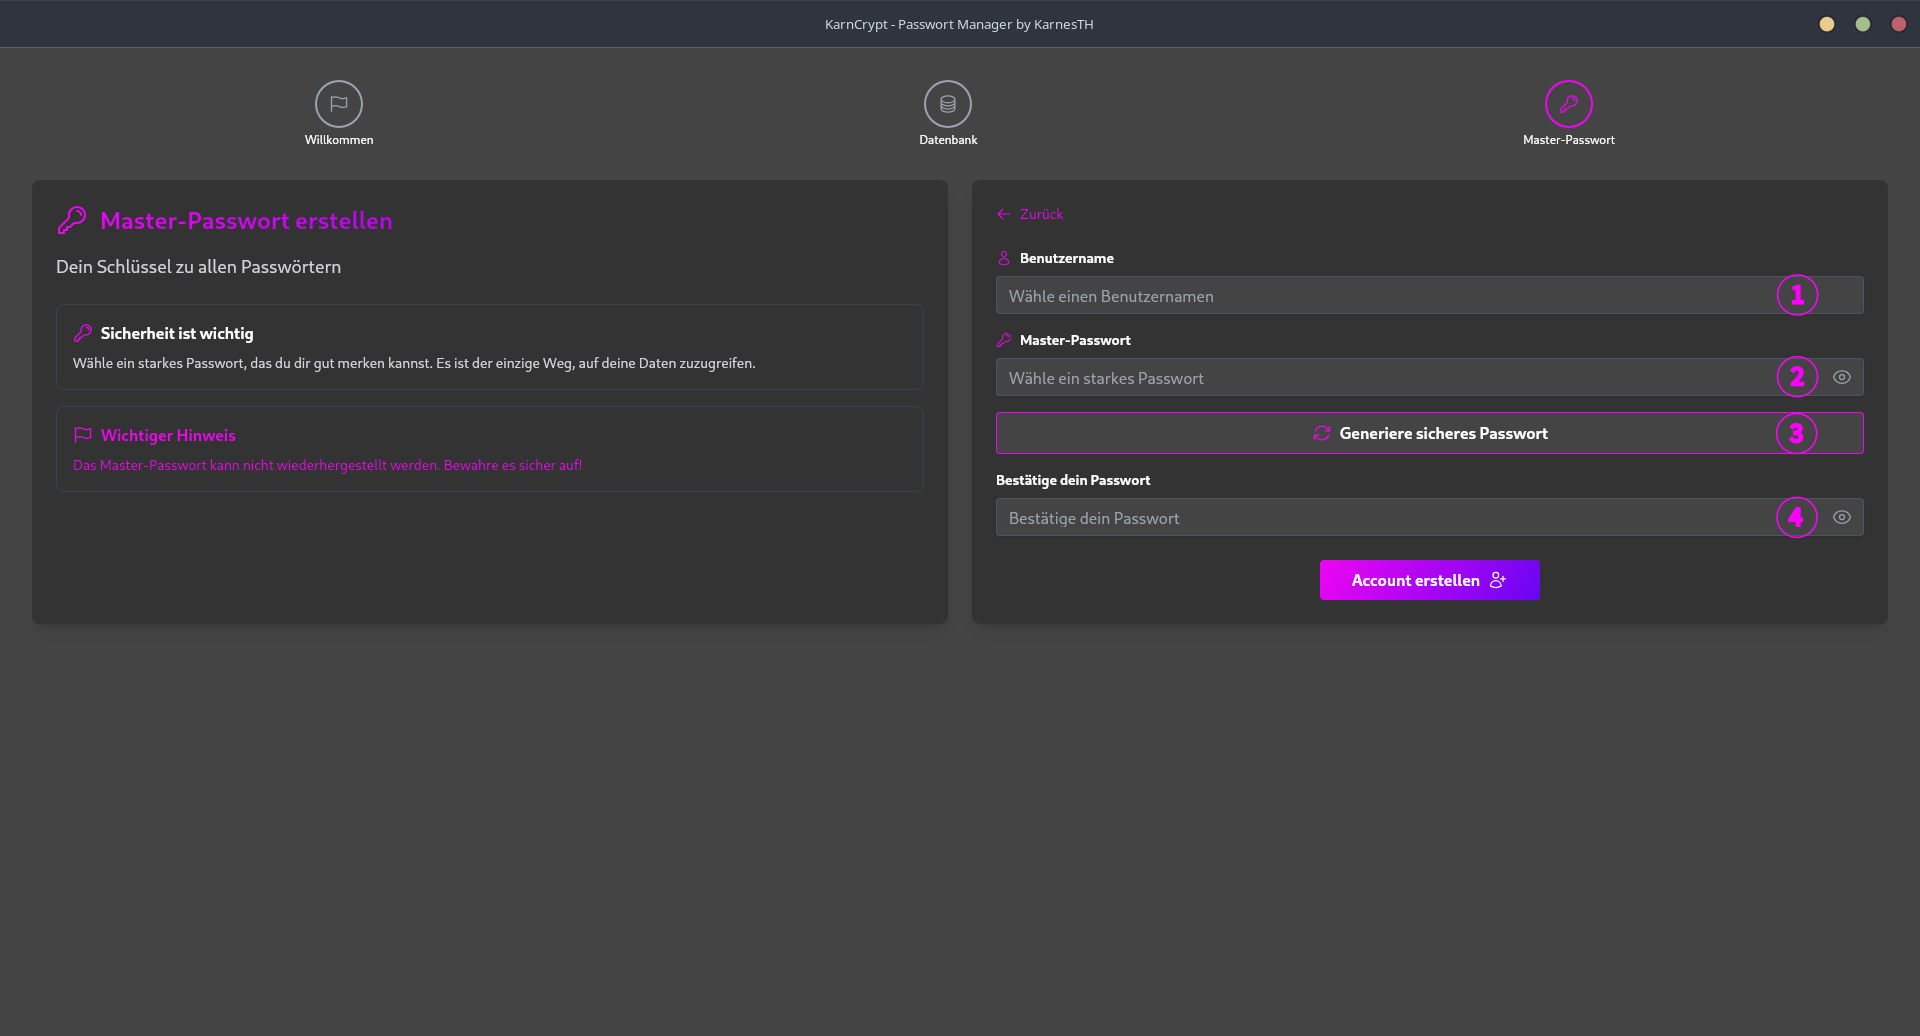 KarnCrypt - Passwort Manager by KarnesTH
Willkommen
Datenbank
Master-Passwort
Master-Passwort erstellen
Dein Schlüssel zu allen Passwörtern
Sicherheit ist wichtig
Wähle ein starkes Passwort, das du dir gut merken kannst. Es ist der einzige Weg, auf deine Daten zuzugreifen.
Wichtiger Hinweis
Das Master-Passwort kann nicht wiederhergestellt werden. Bewahre es sicher auf!
Zurück
Benutzername
Wähle einen Benutzernamen 1
Master-Passwort
Wähle ein starkes Passwort 2
Generiere sicheres Passwort 3
Bestätige dein Passwort
Bestätige dein Passwort 4
Account erstellen